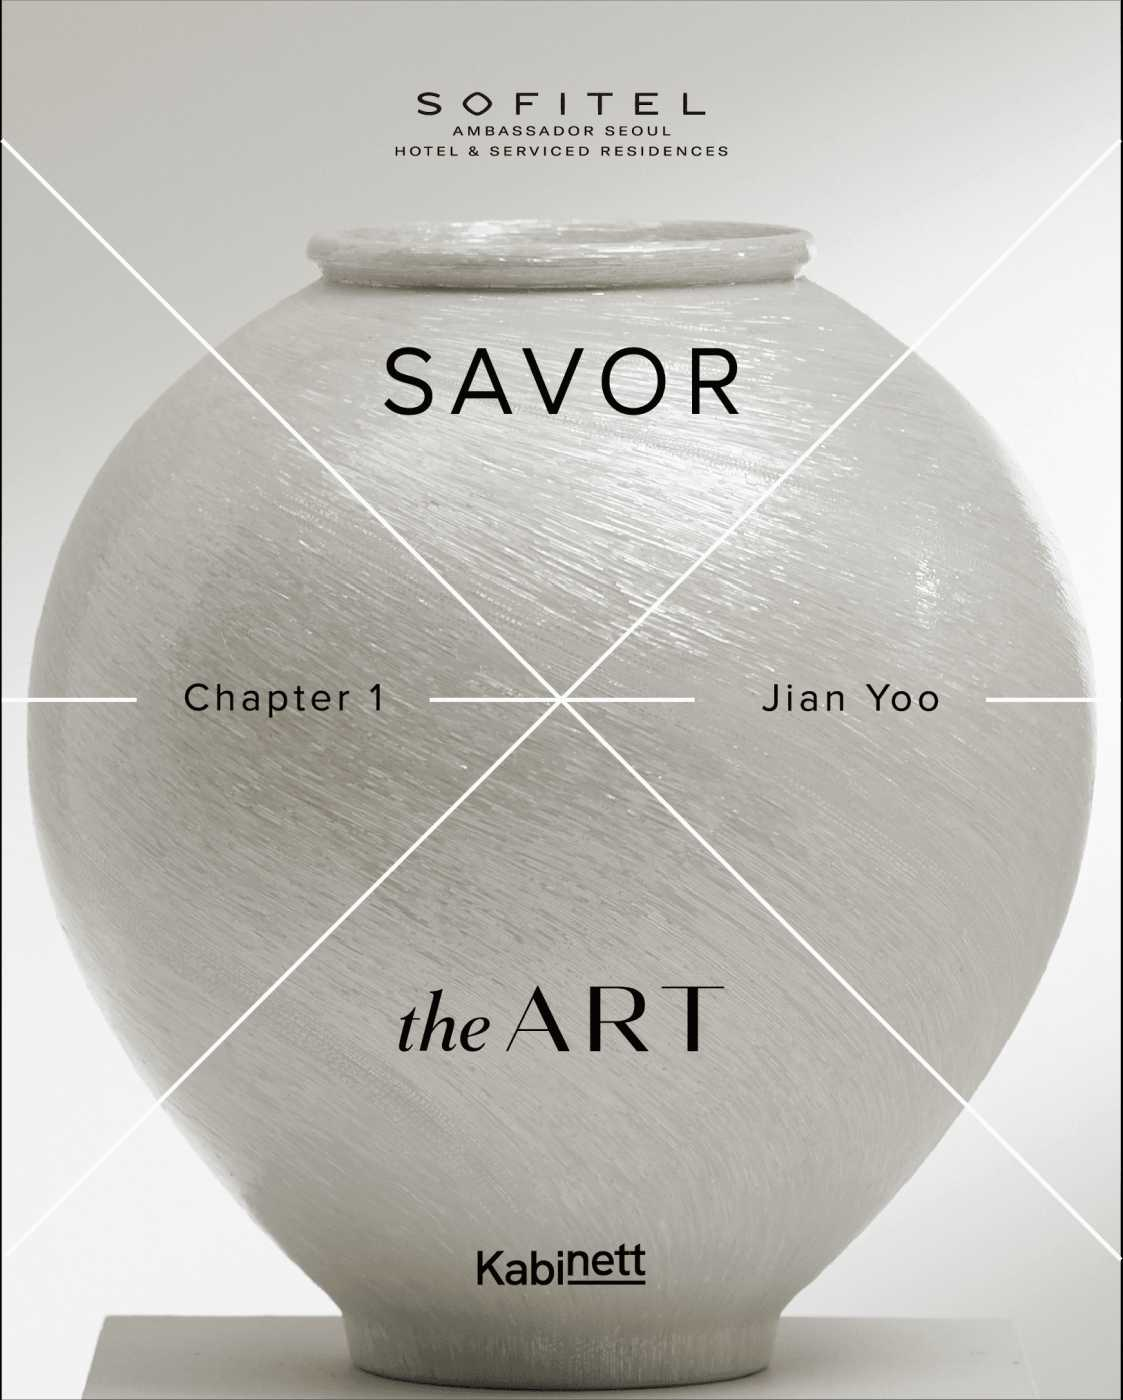 SOFITEL
AMBASSADOR SEOUL
HOTEL & SERVICED RESIDENCES
SAVOR
Chapter 1
Jian Yoo
the ART
Kabinett